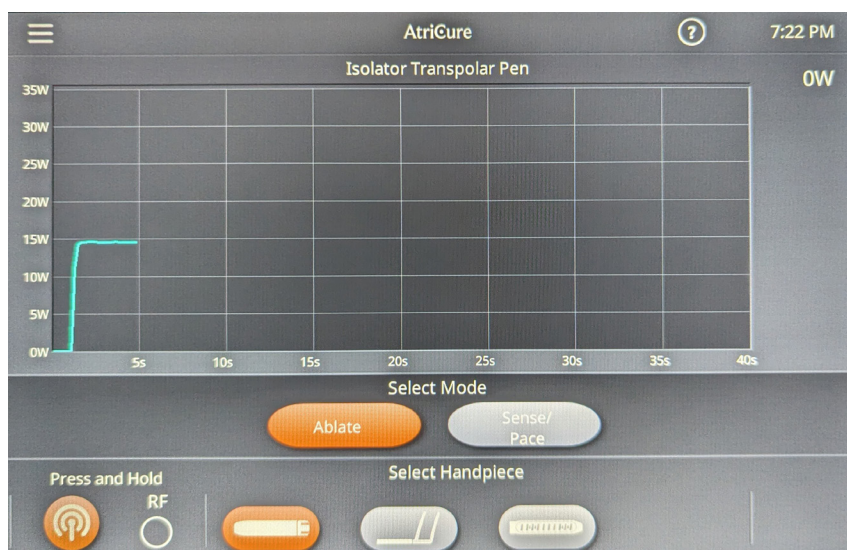 AtriCure
?
7:22 PM
Isolator Transpolar Pen
0W
35W
30W
25W
20W
15W
10W
5W
0W
5s 10s 15s 20s 25s 30s 35s 40s
Select Mode
Ablate
Sense/
Pace
Press and Hold
RF
Select Handpiece